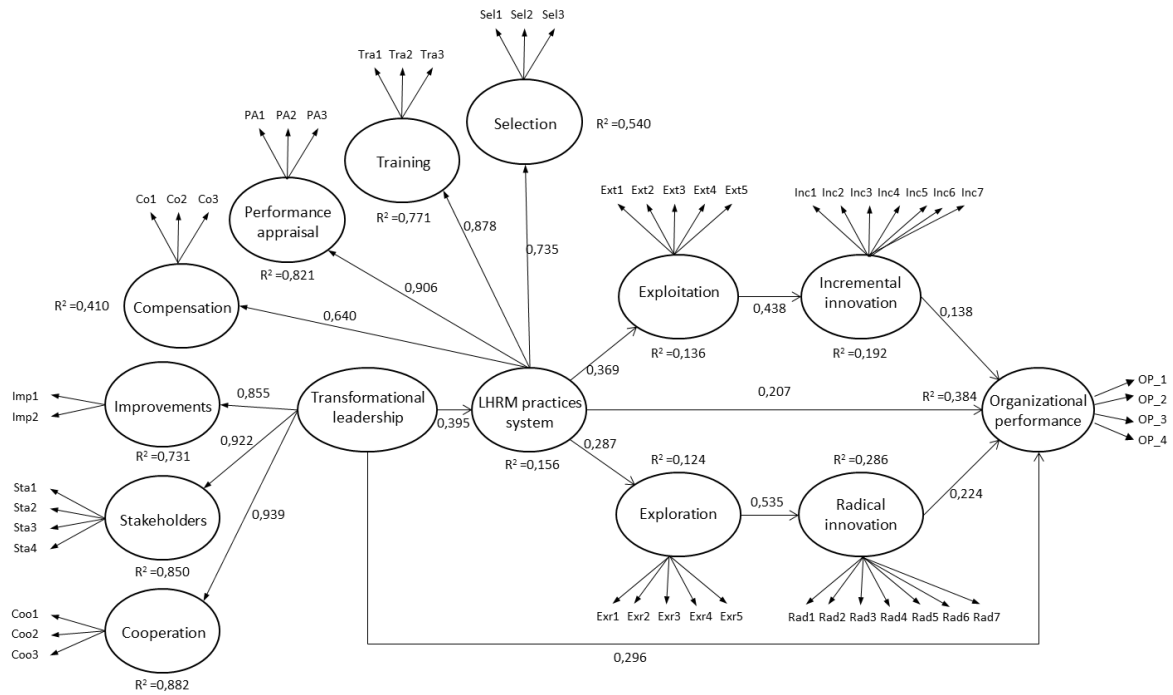 Sel1 Sel2 Sel3
Tra1 Tra2 Tra3
Selection
R² =0,540
PA1 PA2 PA3
Training
R² =0,771
Co1 Co2 Co3
Performance
appraisal
R² =0,821
0,878
0,735
Ext1 Ext2 Ext3 Ext4 Ext5
Inc1 Inc2 Inc3 Inc4 Inc5 Inc6 Inc7
R² =0,410
Compensation
0,906
0,640
Exploitation
R² =0,136
0,438
Incremental
innovation
R² =0,192
0,138
0,369
Imp1
Imp2
Improvements
R² =0,731
0,855
Transformational
leadership
0,395
LHRM practices
system
R² =0,156
0,207
R² =0,384
Organizational
performance
OP_1
OP_2
OP_3
OP_4
0,922
0,287
Sta1
Sta2
Sta3
Sta4
Stakeholders
R² =0,850
0,939
R² =0,124
Exploration
0,535
R² =0,286
Radical
innovation
0,224
Exr1 Exr2 Exr3 Exr4 Exr5
Rad1 Rad2 Rad3 Rad4 Rad5 Rad6 Rad7
Coo1
Coo2
Coo3
Cooperation
R² =0,882
0,296